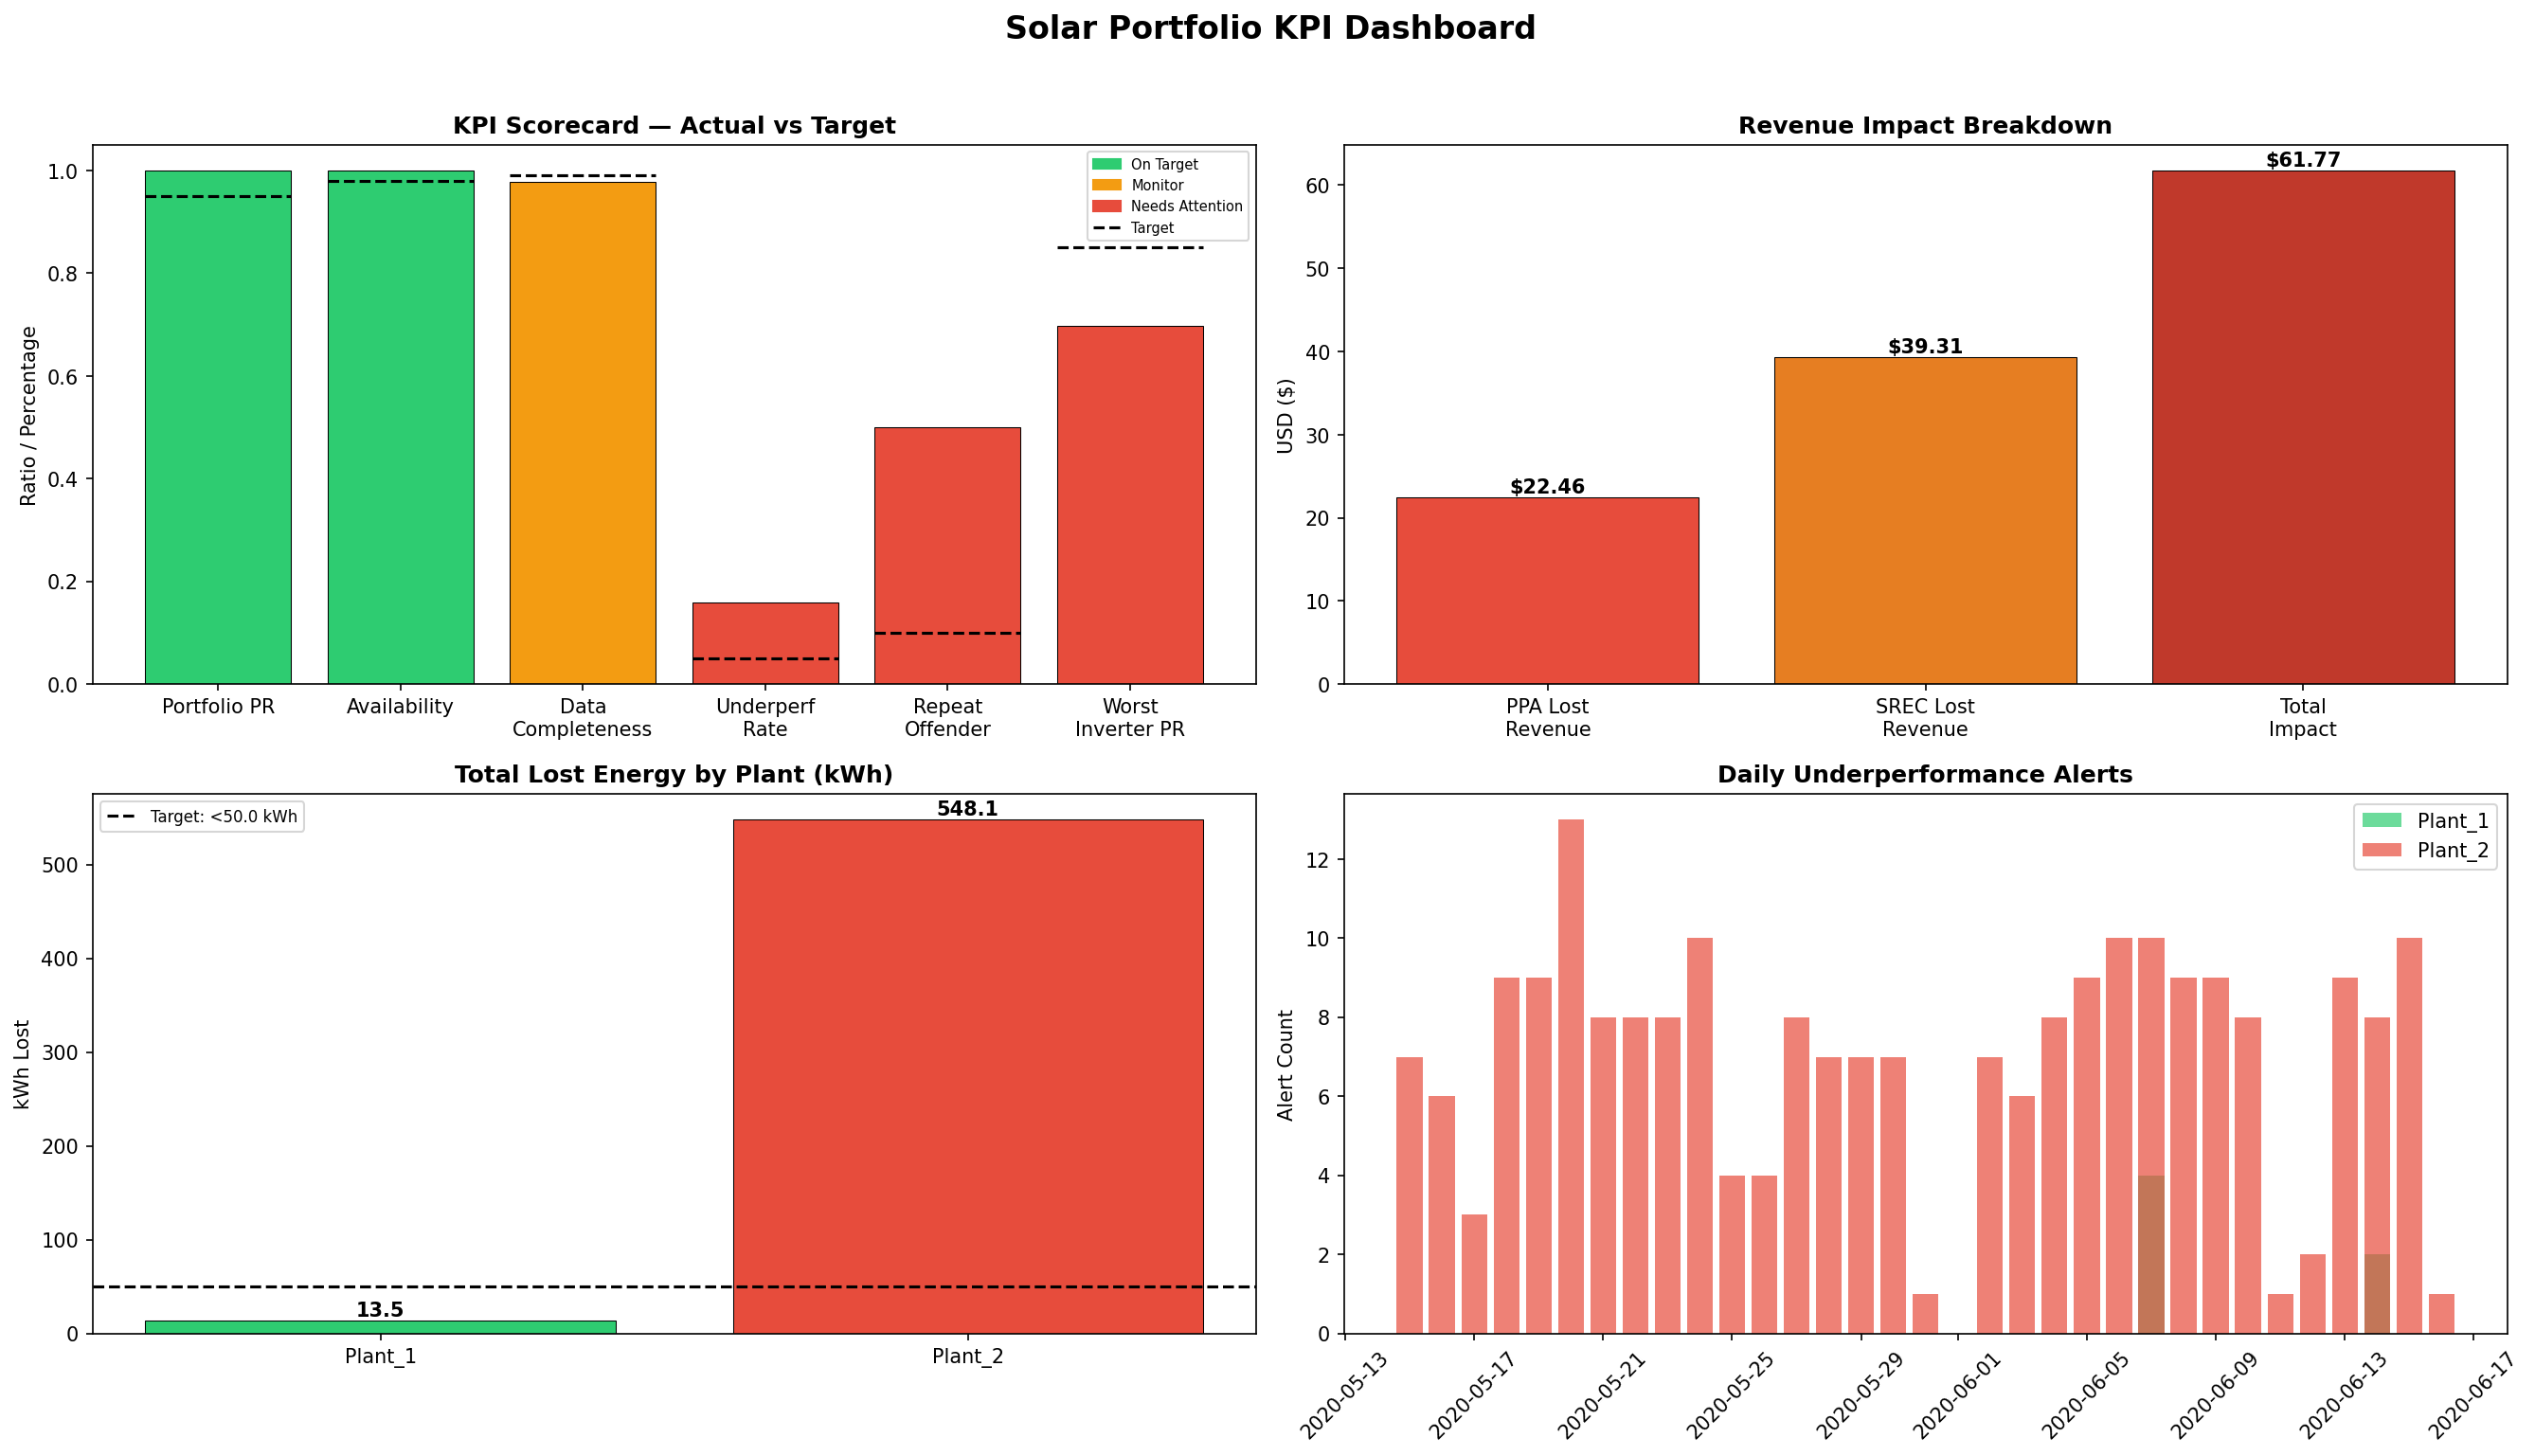 Solar Portfolio KPI Dashboard
KPI Scorecard — Actual vs Target
Ratio / Percentage
1.0
0.8
0.6
0.4
0.2
0.0
On Target
Monitor
Needs Attention
Target
Portfolio PR
Availability
Data
Completeness
Underperf
Rate
Repeat
Offender
Worst
Inverter PR
Revenue Impact Breakdown
USD ($)
60
50
40
30
20
10
0
$22.46
$39.31
$61.77
PPA Lost
Revenue
SREC Lost
Revenue
Total
Impact
Total Lost Energy by Plant (kWh)
kWh Lost
500
400
300
200
100
0
Target: <50.0 kWh
13.5
548.1
Plant_1
Plant_2
Daily Underperformance Alerts
Alert Count
12
10
8
6
4
2
0
Plant_1
Plant_2
2020-05-13
2020-05-17
2020-05-21
2020-05-25
2020-05-29
2020-06-01
2020-06-05
2020-06-09
2020-06-13
2020-06-17